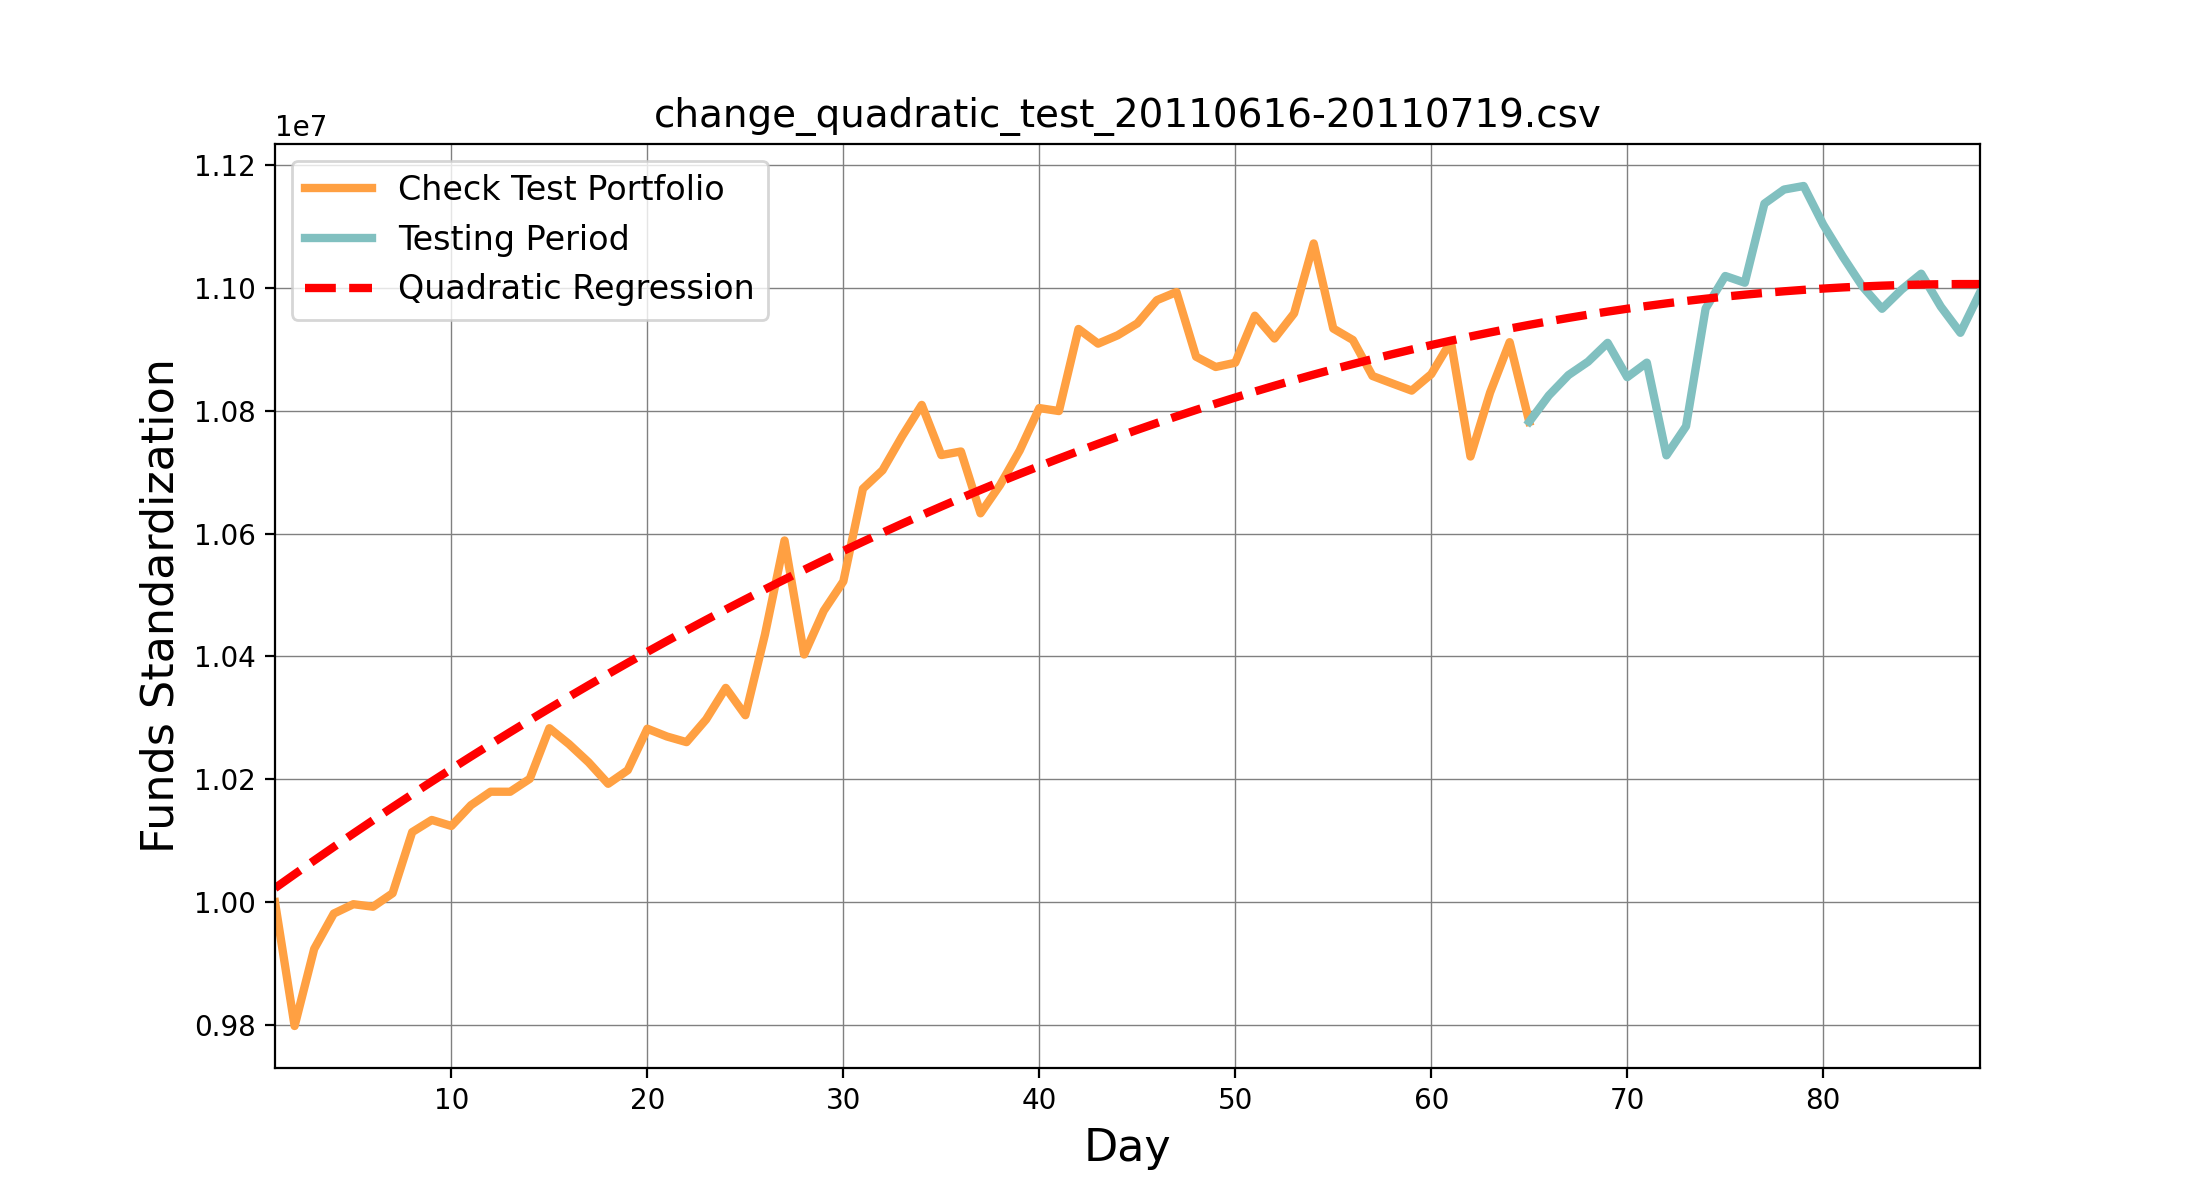 change_quadratic_test_20110616-20110719.csv
1e7
Check Test Portfolio
Testing Period
Quadratic Regression
1.12
1.10
1.08
1.06
1.04
1.02
1.00
0.98
Funds Standardization
10 20 30 40 50 60 70 80
Day